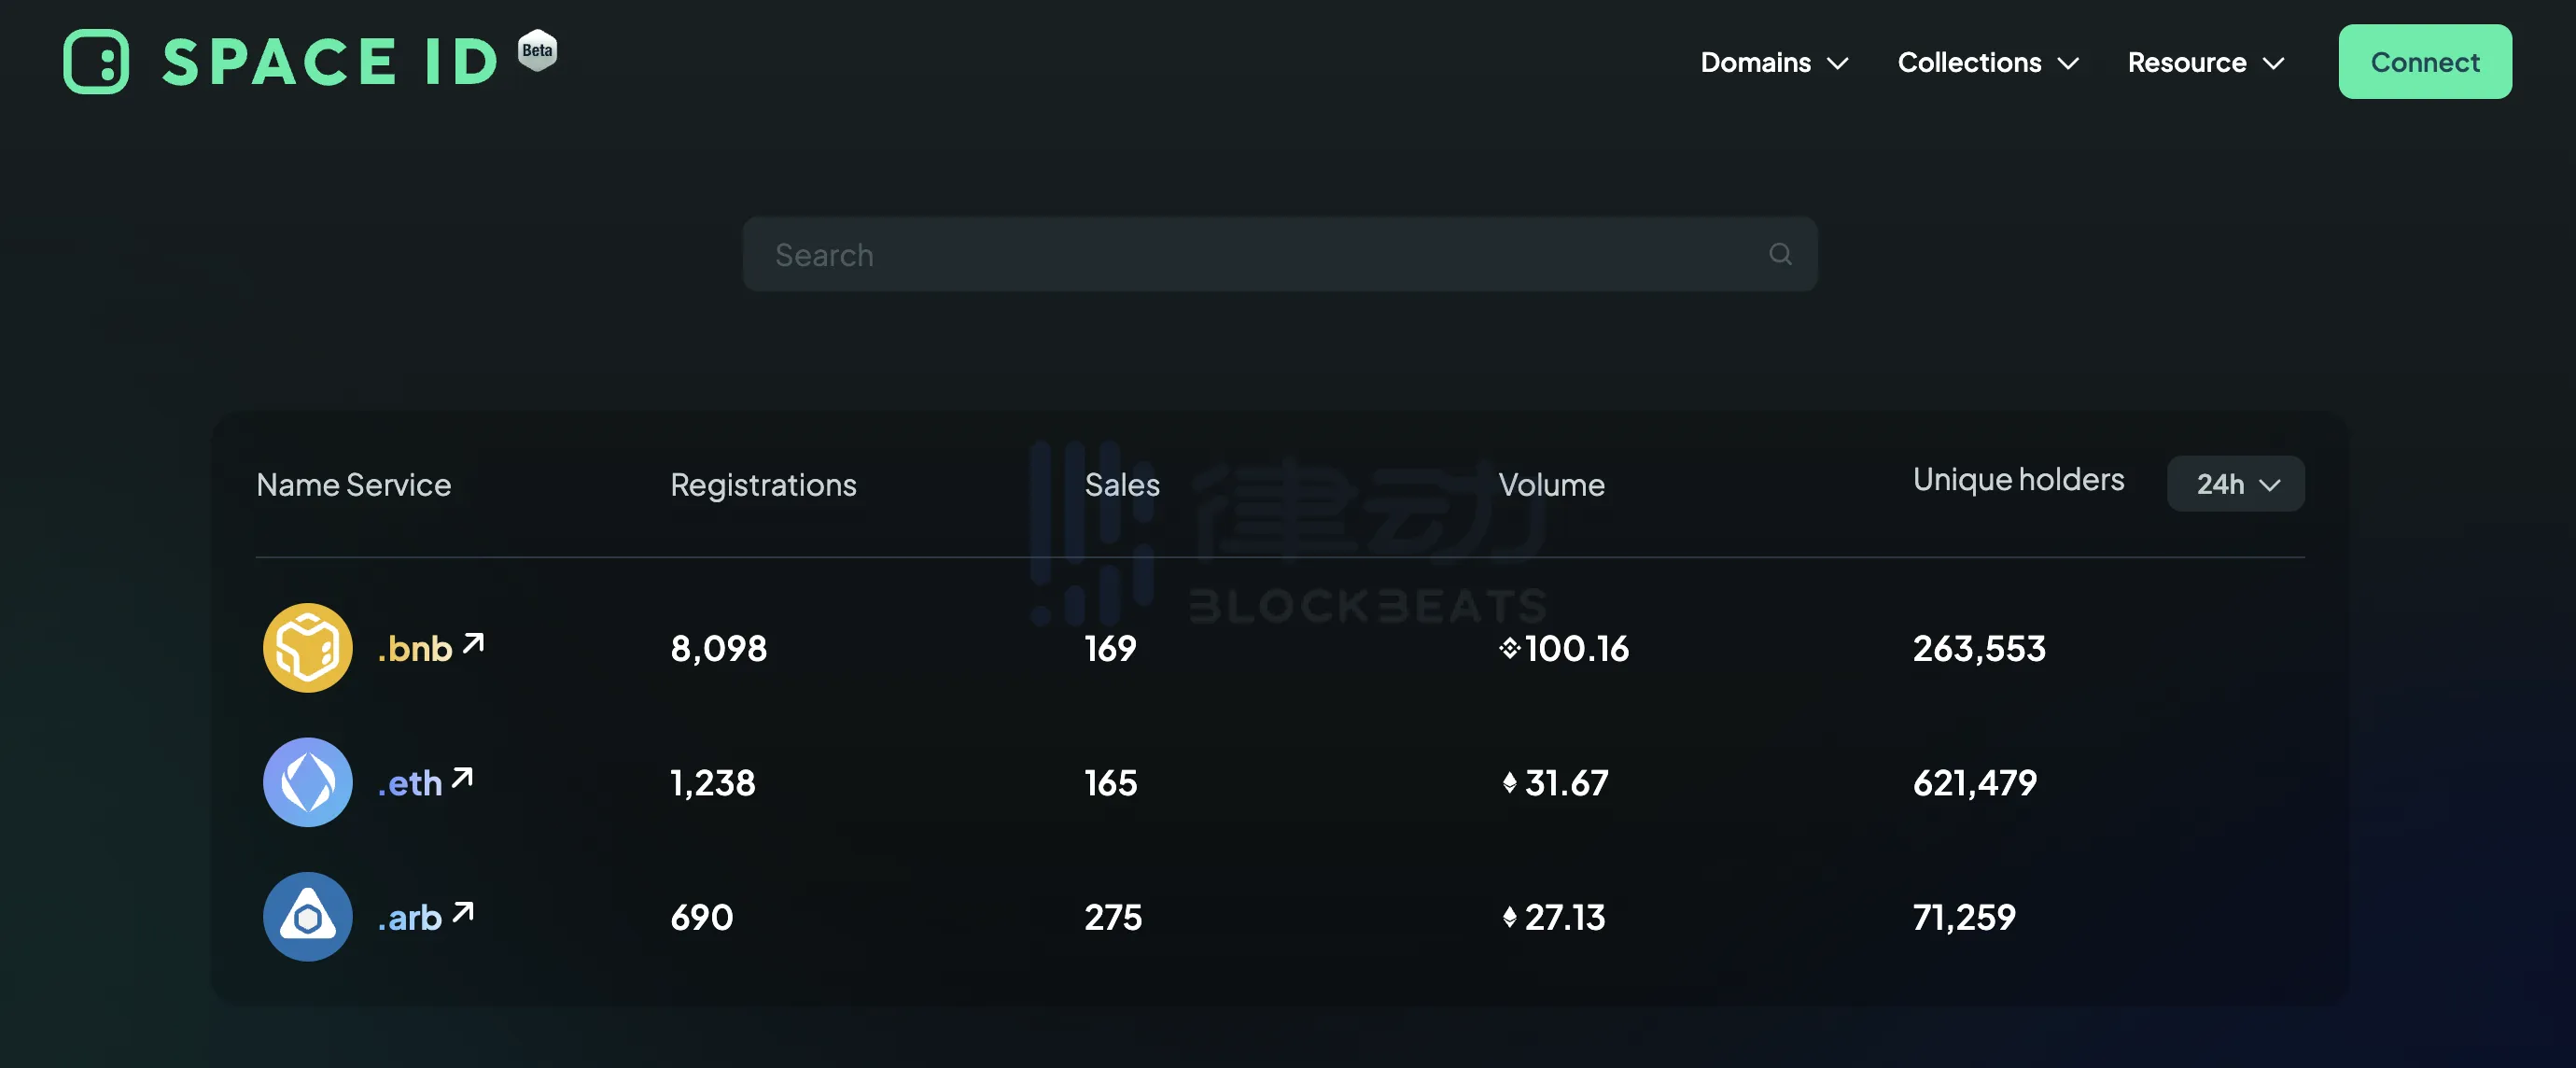 SPACE ID Beta
Domains Collections Resource Connect
Search
Name Service Registrations Sales Volume Unique holders 24h
律动
BLOCKBEATS
.bnb 8,098 169 100.16 263,553
.eth 1,238 165 31.67 621,479
.arb 690 275 27.13 71,259